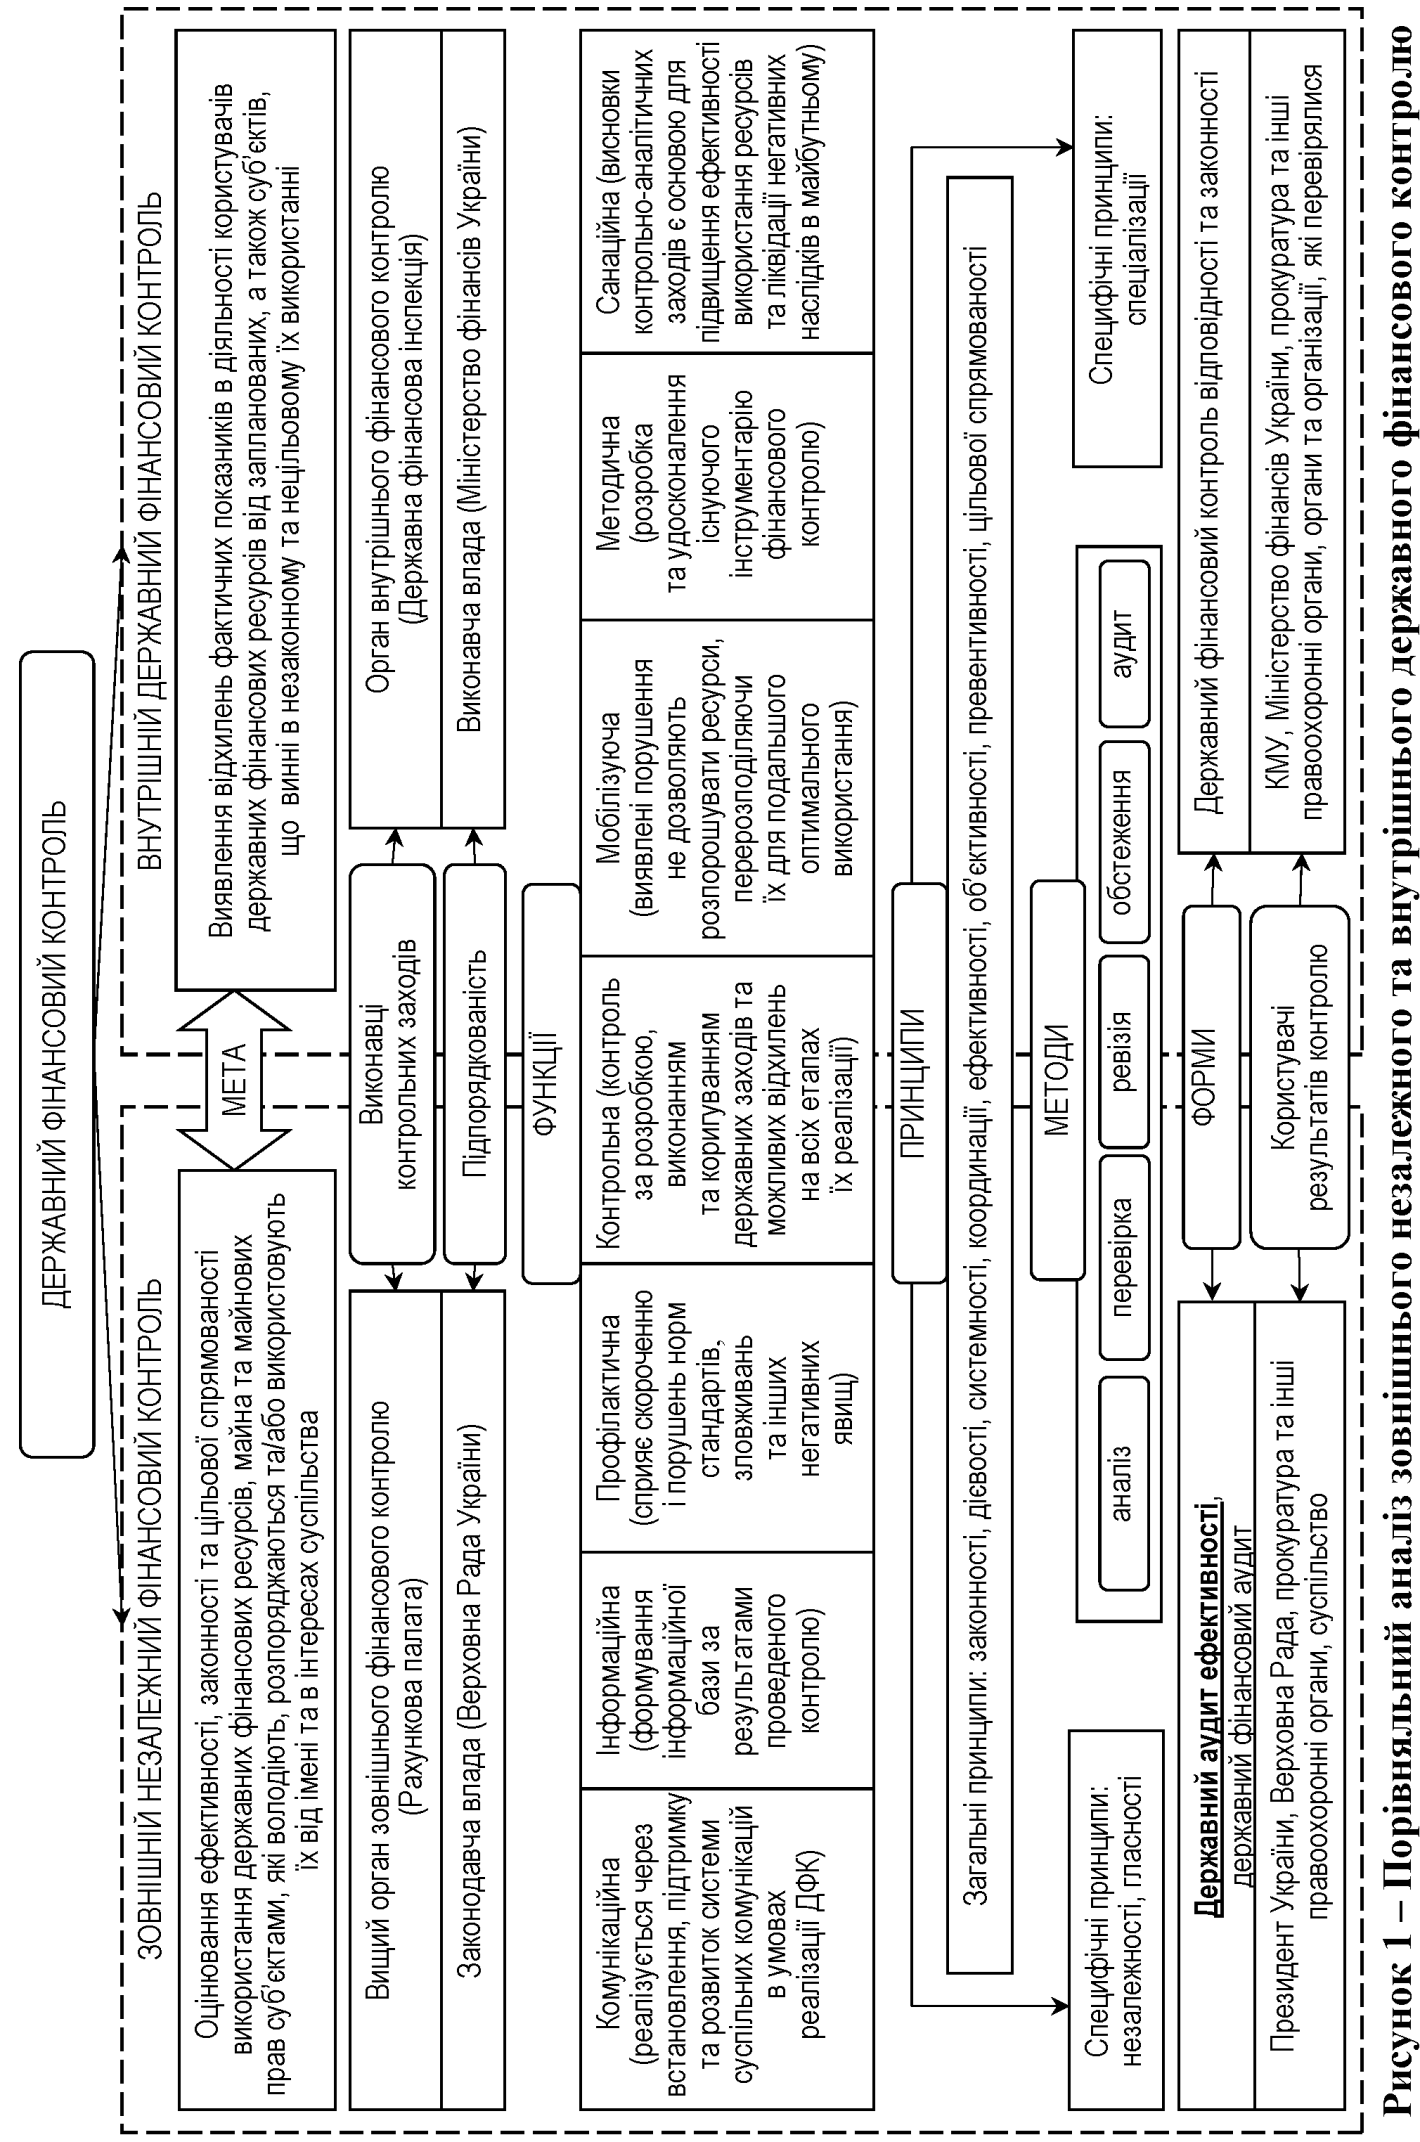 ДЕРЖАВНИЙ ФІНАНСОВИЙ КОНТРОЛЬ
ЗОВНІШНІЙ НЕЗАЛЕЖНИЙ ФІНАНСОВИЙ КОНТРОЛЬ
ВНУТРІШНІЙ ДЕРЖАВНИЙ ФІНАНСОВИЙ КОНТРОЛЬ
Оцінювання ефективності, законності та цільової спрямованості
використання державних фінансових ресурсів, майна та майнових
прав суб’єктами, які володіють, розпоряджаються та/або використовують
їх від імені та в інтересах суспільства
МЕТА
Виявлення відхилень фактичних показників в діяльності користувачів
державних фінансових ресурсів від запланованих, а також суб’єктів,
що винні в незаконному та нецільовому їх використанні
Вищий орган зовнішнього фінансового контролю
(Рахункова палата)
Виконавці
контрольних заходів
Орган внутрішнього фінансового контролю
(Державна фінансова інспекція)
Законодавча влада (Верховна Рада України)
Підпорядкованість
Виконавча влада (Міністерство фінансів України)
ФУНКЦІЇ
Комунікаційна
(реалізується через
встановлення, підтримку
та розвиток системи
суспільних комунікацій
в умовах
реалізації ДФК)
Інформаційна
(формування
інформаційної
бази за
результатами
проведеного
контролю)
Профілактична
(сприяє скороченню
і порушень норм
стандартів,
зловживань
та інших
негативних
явищ)
Контрольна (контроль
за розробкою,
виконанням
та коригуванням
державних заходів та
можливих відхилень
на всіх етапах
їх реалізації)
Мобілізуюча
(виявлені порушення
не дозволяють
розпорошувати ресурси,
перерозподіляючи
їх для подальшого
оптимального
використання)
Методична
(розробка
та удосконалення
існуючого
інструментарію
фінансового
контролю)
Санаційна (висновки
контрольно-аналітичних
заходів є основою для
підвищення ефективності
використання ресурсів
та ліквідації негативних
наслідків в майбутньому)
ПРИНЦИПИ
Загальні принципи: законності, дієвості, системності, координації, ефективності, об’єктивності, превентивності, цільової спрямованості
Специфічні принципи:
незалежності, гласності
МЕТОДИ
Специфічні принципи:
спеціалізації
аналіз
перевірка
ревізія
обстеження
аудит
Державний аудит ефективності,
державний фінансовий аудит
ФОРМИ
Державний фінансовий контроль відповідності та законності
Президент України, Верховна Рада, прокуратура та інші
правоохоронні органи, суспільство
Користувачі
результатів контролю
КМУ, Міністерство фінансів України, прокуратура та інші
правоохоронні органи, органи та організації, які перевірялися
Рисунок 1 – Порівняльний аналіз зовнішнього незалежного та внутрішнього державного фінансового контролю